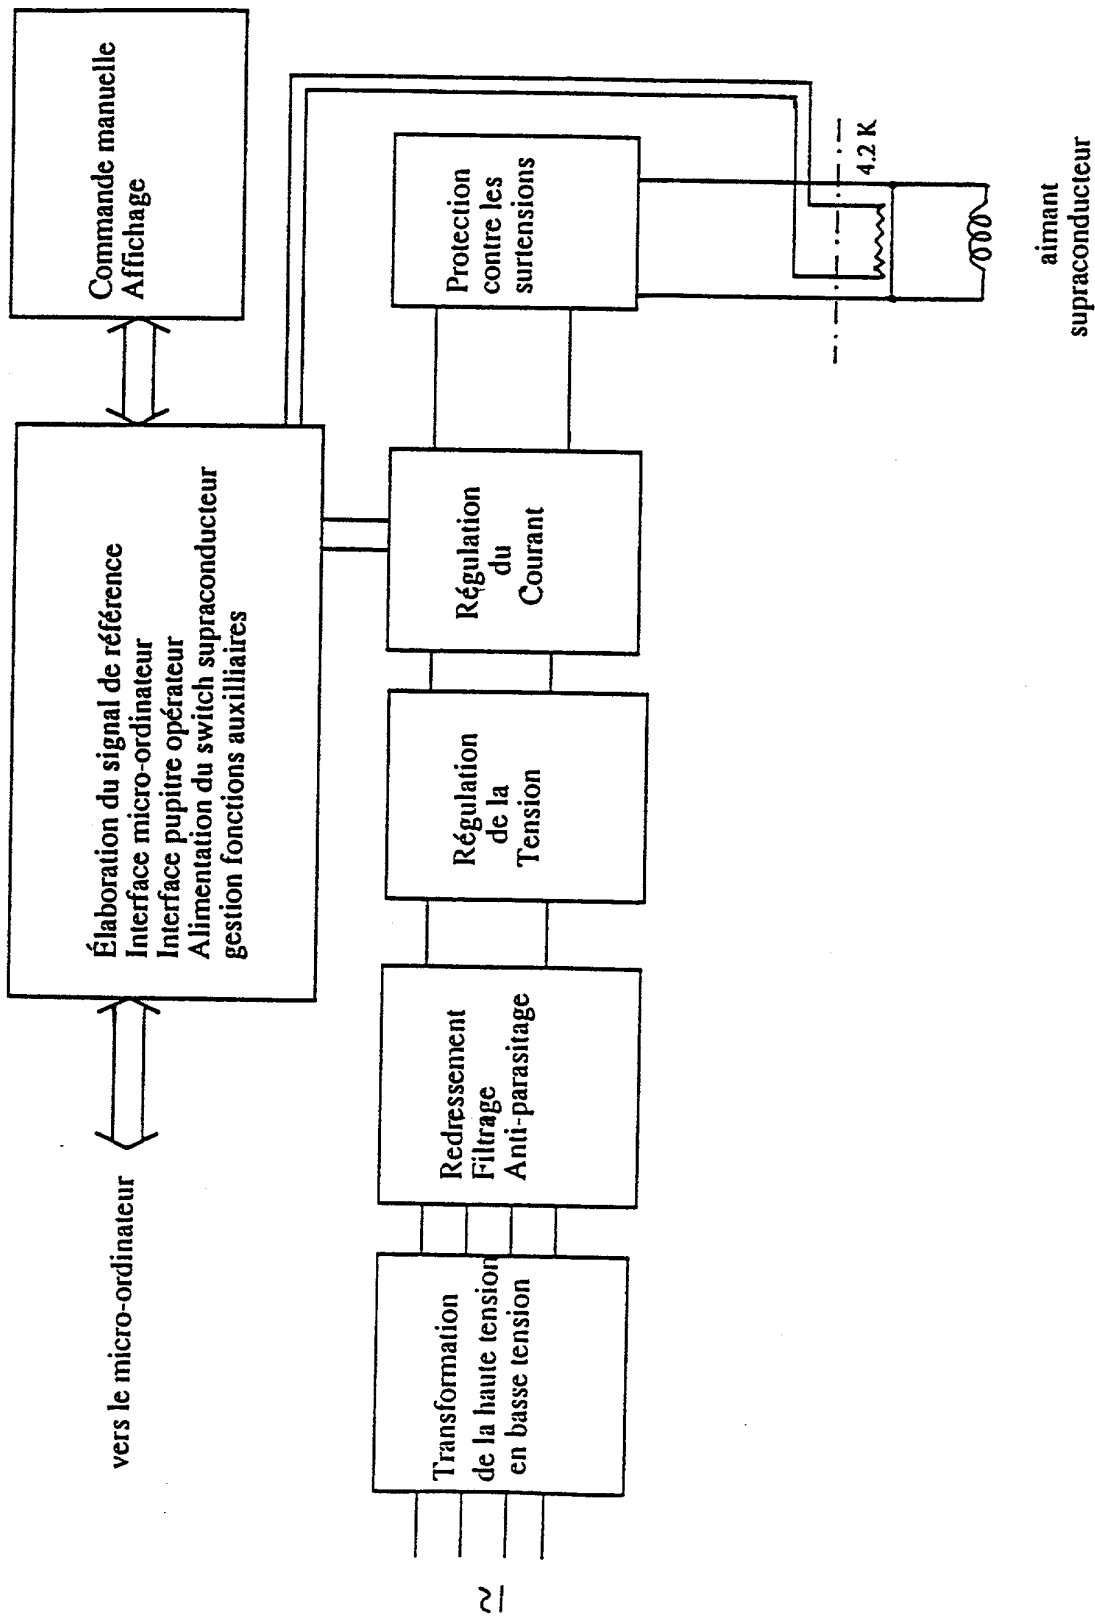 vers le micro-ordinateur
Élaboration du signal de référence
Interface micro-ordinateur
Interface pupitre opérateur
Alimentation du switch supraconducteur
gestion fonctions auxilliaires
Commande manuelle
Affichage
Transformation
de la haute tension
en basse tension
Redressement
Filtrage
Anti-parasitage
Régulation
de la
Tension
Régulation
du
Courant
Protection
contre les
surtensions
4.2 K
aimant
supraconducteur